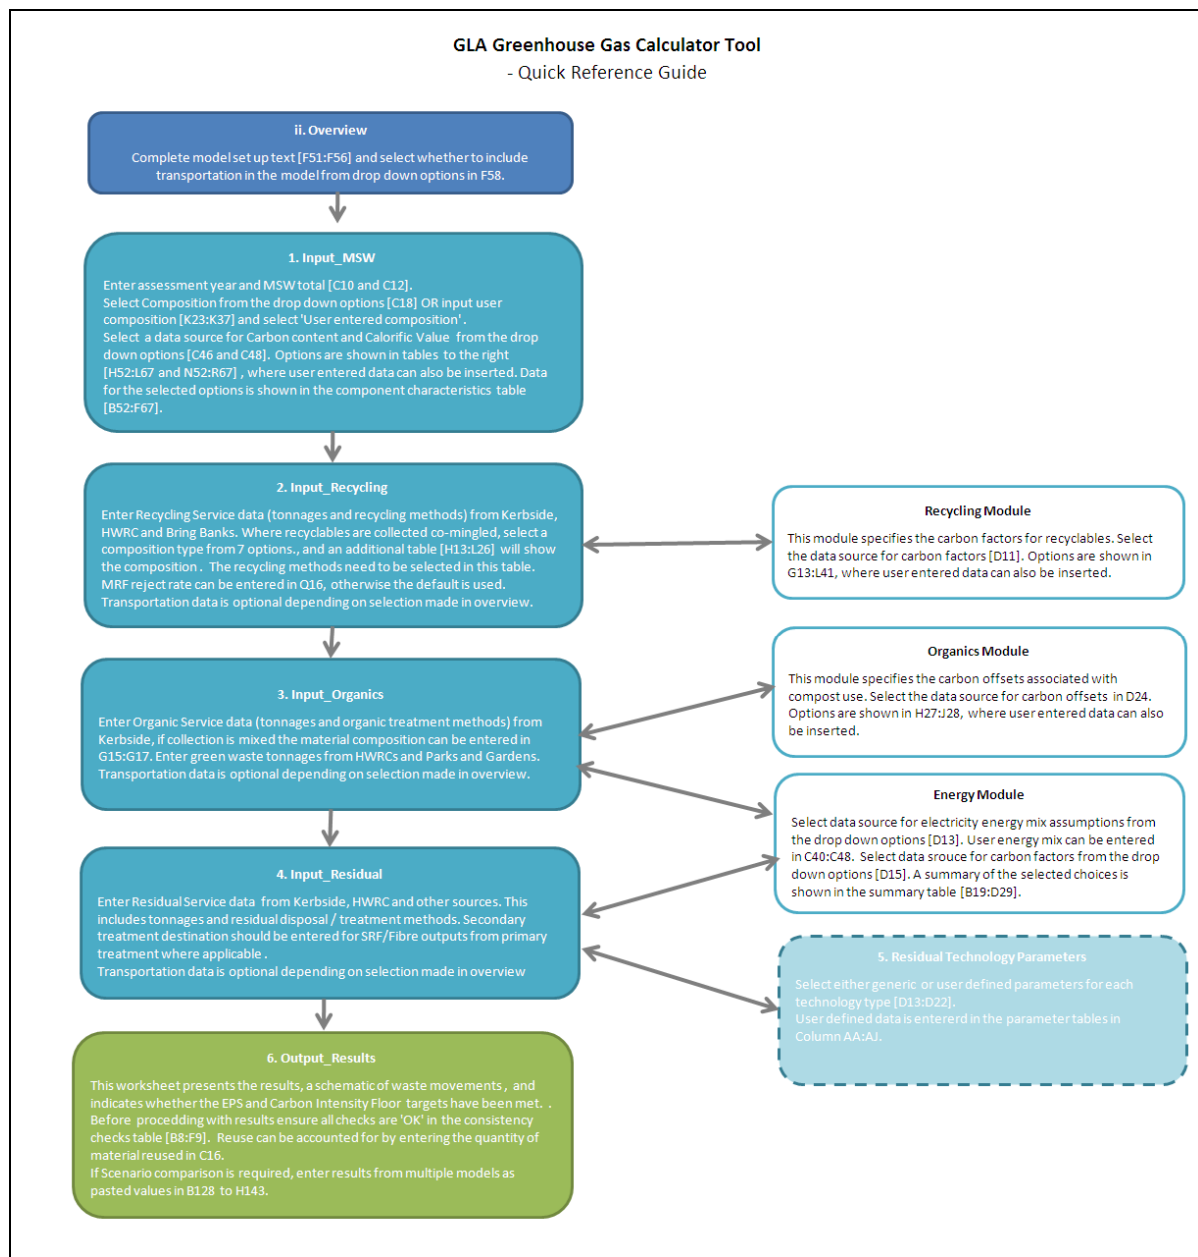 GLA Greenhouse Gas Calculator Tool
- Quick Reference Guide
ii. Overview
Complete model set up text [F51:F56] and select whether to include
transportation in the model from drop down options in F58.
1. Input_MSW
Enter assessment year and MSW total [C10 and C12].
Select Composition from the drop down options [C18] OR input user
composition [K23:K37] and select 'User entered composition'.
Select a data source for Carbon content and Calorific Value from the drop
down options [C46 and C48]. Options are shown in tables to the right
[H52:L67 and N52:R67] , where user entered data can also be inserted. Data
for the selected options is shown in the component characteristics table
[B52:F67].
2. Input_Recycling
Enter Recycling Service data (tonnages and recycling methods) from Kerbside,
HWRC and Bring Banks. Where recyclables are collected co-mingled, select a
composition type from 7 options., and an additional table [H13:L26] will show
the composition . The recycling methods need to be selected in this table.
MRF reject rate can be entered in Q16, otherwise the default is used.
Transportation data is optional depending on selection made in overview.
Recycling Module
This module specifies the carbon factors for recyclables. Select
the data source for carbon factors [D11]. Options are shown in
G13:L41, where user entered data can also be inserted.
3. Input_Organics
Enter Organic Service data (tonnages and organic treatment methods) from
Kerbside, if collection is mixed the material composition can be entered in
G15:G17. Enter green waste tonnages from HWRCs and Parks and Gardens.
Transportation data is optional depending on selection made in overview.
Organics Module
This module specifies the carbon offsets associated with
compost use. Select the data source for carbon offsets in D24.
Options are shown in H27:J28, where user entered data can also
be inserted.
Energy Module
Select data source for electricity energy mix assumptions from
the drop down options [D13]. User energy mix can be entered
in C40:C48. Select data srouce for carbon factors from the drop
down options [D15]. A summary of the selected choices is
shown in the summary table [B19:D29].
4. Input_Residual
Enter Residual Service data from Kerbside, HWRC and other sources. This
includes tonnages and residual disposal / treatment methods. Secondary
treatment destination should be entered for SRF/Fibre outputs from primary
treatment where applicable .
Transportation data is optional depending on selection made in overview
5. Residual Technology Parameters
Select either generic or user defined parameters for each
technology type [D13:D22].
User defined data is entererd in the parameter tables in
Column AA:AJ.
6. Output_Results
This worksheet presents the results, a schematic of waste movements , and
indicates whether the EPS and Carbon Intensity Floor targets have been met. .
Before procedding with results ensure all checks are 'OK' in the consistency
checks table [B8:F9]. Reuse can be accounted for by entering the quantity of
material reused in C16.
If Scenario comparison is required, enter results from multiple models as
pasted values in B128 to H143.